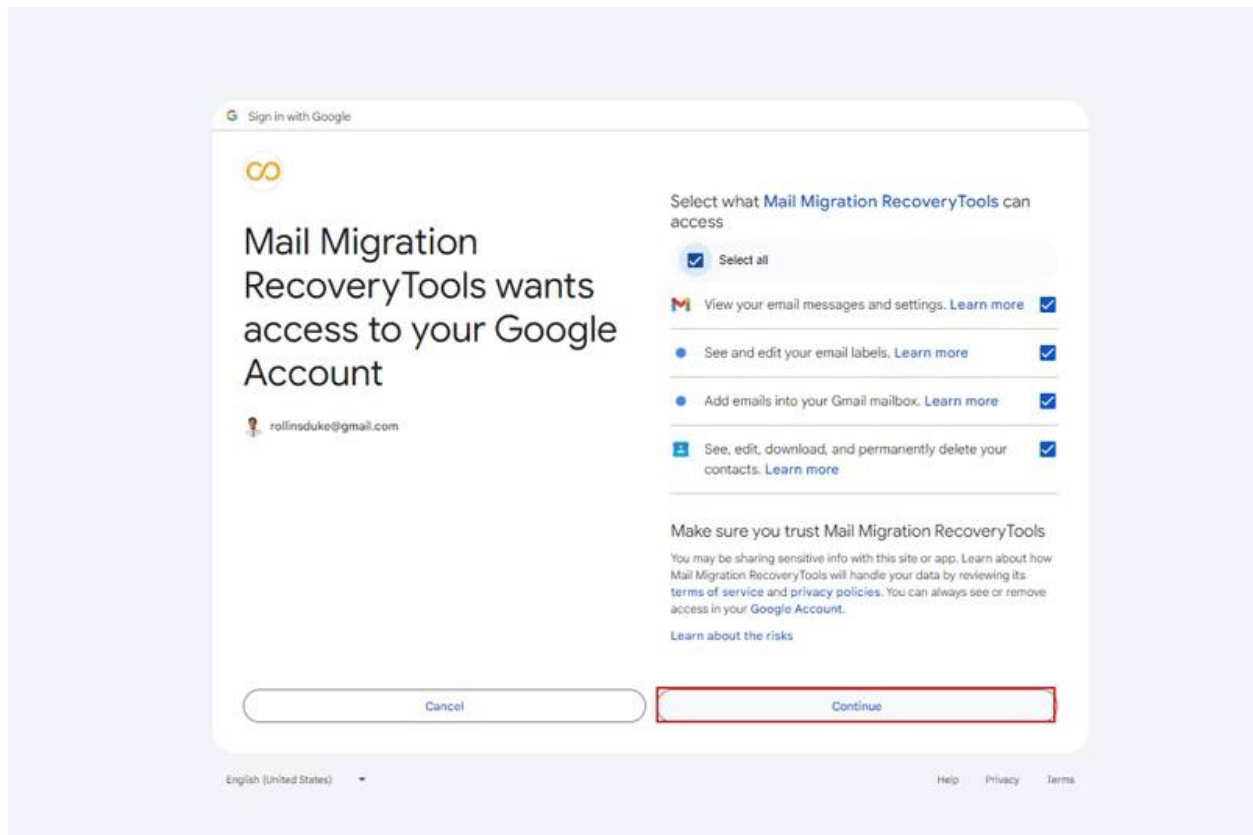 Sign in with Google
Mail Migration
RecoveryTools wants
access to your Google
Account
rollinsduke@gmail.com
Select what Mail Migration RecoveryTools can
access
Select all
View your email messages and settings. Learn more
See and edit your email labels. Learn more
Add emails into your Gmail mailbox. Learn more
See, edit, download, and permanently delete your
contacts. Learn more
Make sure you trust Mail Migration RecoveryTools
You may be sharing sensitive info with this site or app. Learn about how
Mail Migration RecoveryTools will handle your data by reviewing its
terms of service and privacy policies. You can always see or remove
access in your Google Account.
Learn about the risks
Cancel
Continue
English (United States)
Help Privacy Terms